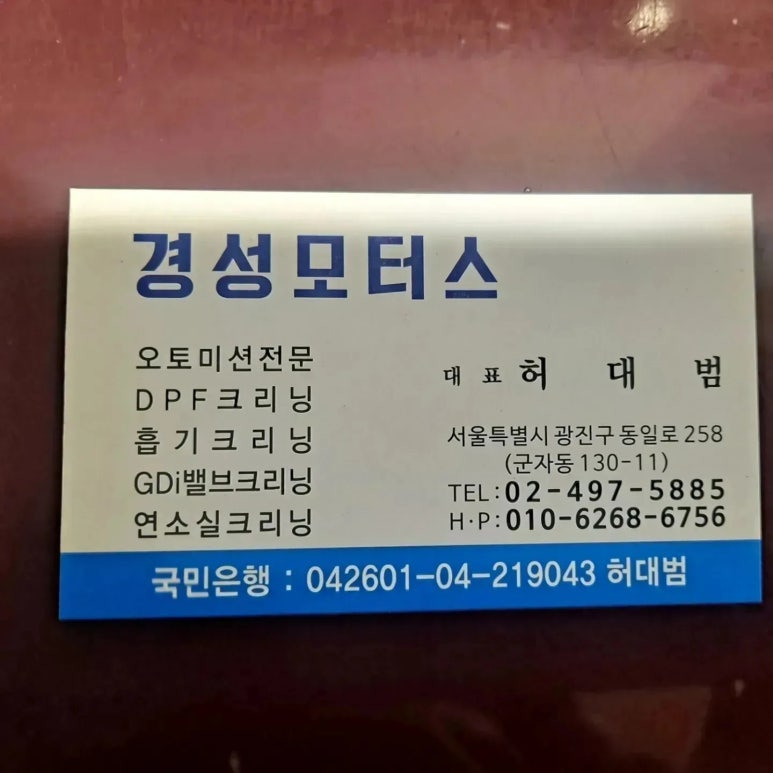 경성모터스
오토미션전문
DPF크리닝
흡기크리닝
GDi밸브크리닝
연소실크리닝
대표 허대범
서울특별시 광진구 동일로 258
(군자동 130-11)
TEL:02-497-5885
H·P:010-6268-6756
국민은행 : 042601-04-219043 허대범